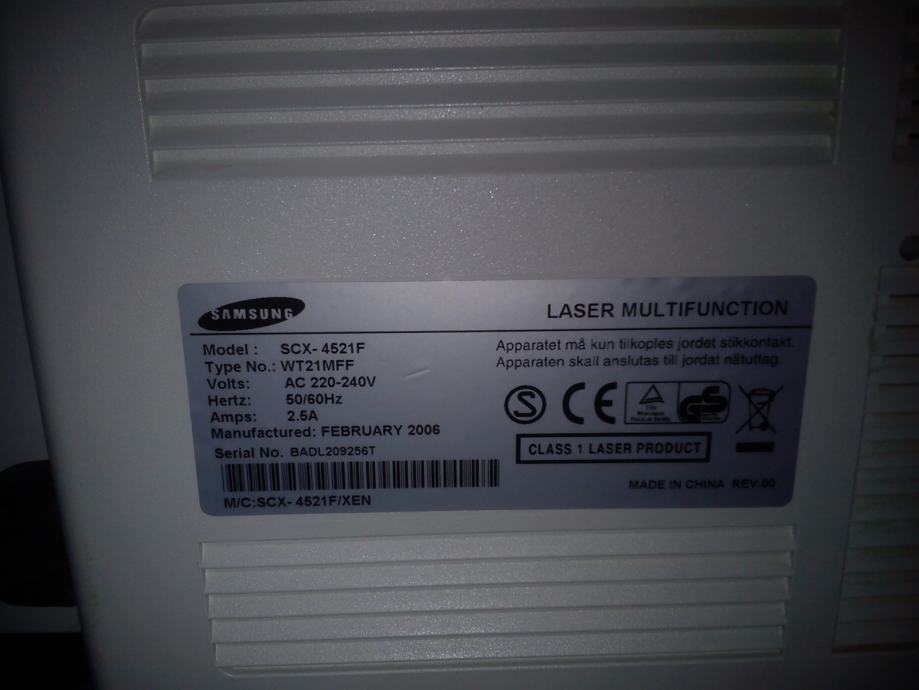 SAMSUNG
LASER MULTIFUNCTION
Model : SCX- 4521F
Type No.: WT21MFF
Volts: AC 220-240V
Hertz: 50/60Hz
Amps: 2.5A
Manufactured: FEBRUARY 2006
Serial No. BADL209256T
M/C:SCX- 4521F/XEN
Apparatet må kun tilkoples jordet stikkontakt.
Apparaten skall anslutas till jordat nätuttag.
S
CE
TÜV
GS
CLASS 1 LASER PRODUCT
MADE IN CHINA REV.00